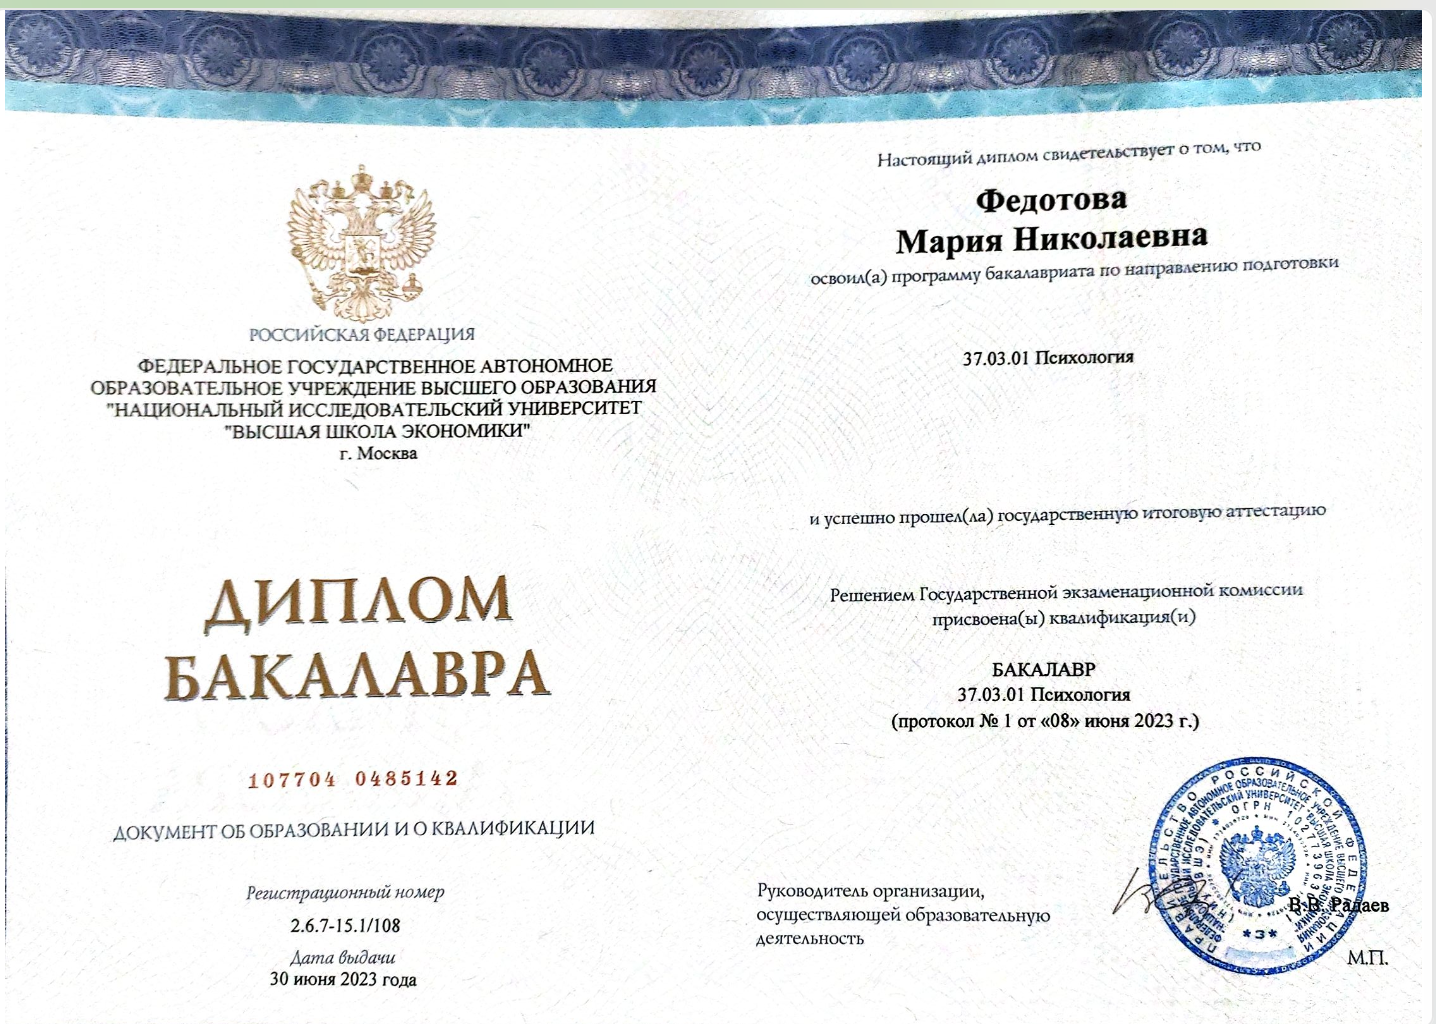 РОССИЙСКАЯ ФЕДЕРАЦИЯ
ФЕДЕРАЛЬНОЕ ГОСУДАРСТВЕННОЕ АВТОНОМНОЕ
ОБРАЗОВАТЕЛЬНОЕ УЧРЕЖДЕНИЕ ВЫСШЕГО ОБРАЗОВАНИЯ
"НАЦИОНАЛЬНЫЙ ИССЛЕДОВАТЕЛЬСКИЙ УНИВЕРСИТЕТ
"ВЫСШАЯ ШКОЛА ЭКОНОМИКИ"
г. Москва
ДИПЛОМ
БАКАЛАВРА
107704 0485142
ДОКУМЕНТ ОБ ОБРАЗОВАНИИ И О КВАЛИФИКАЦИИ
Регистрационный номер
2.6.7-15.1/108
Дата выдачи
30 июня 2023 года
Настоящий диплом свидетельствует о том, что
Федотова
Мария Николаевна
освоил(а) программу бакалавриата по направлению подготовки
37.03.01 Психология
и успешно прошел(ла) государственную итоговую аттестацию
Решением Государственной экзаменационной комиссии
присвоена(ы) квалификация(и)
БАКАЛАВР
37.03.01 Психология
(протокол № 1 от «08» июня 2023 г.)
Руководитель организации,
осуществляющей образовательную
деятельность
В.В. Радаев
М.П.
ПРАВИТЕЛЬСТВО РОССИЙСКОЙ ФЕДЕРАЦИИ
*3*